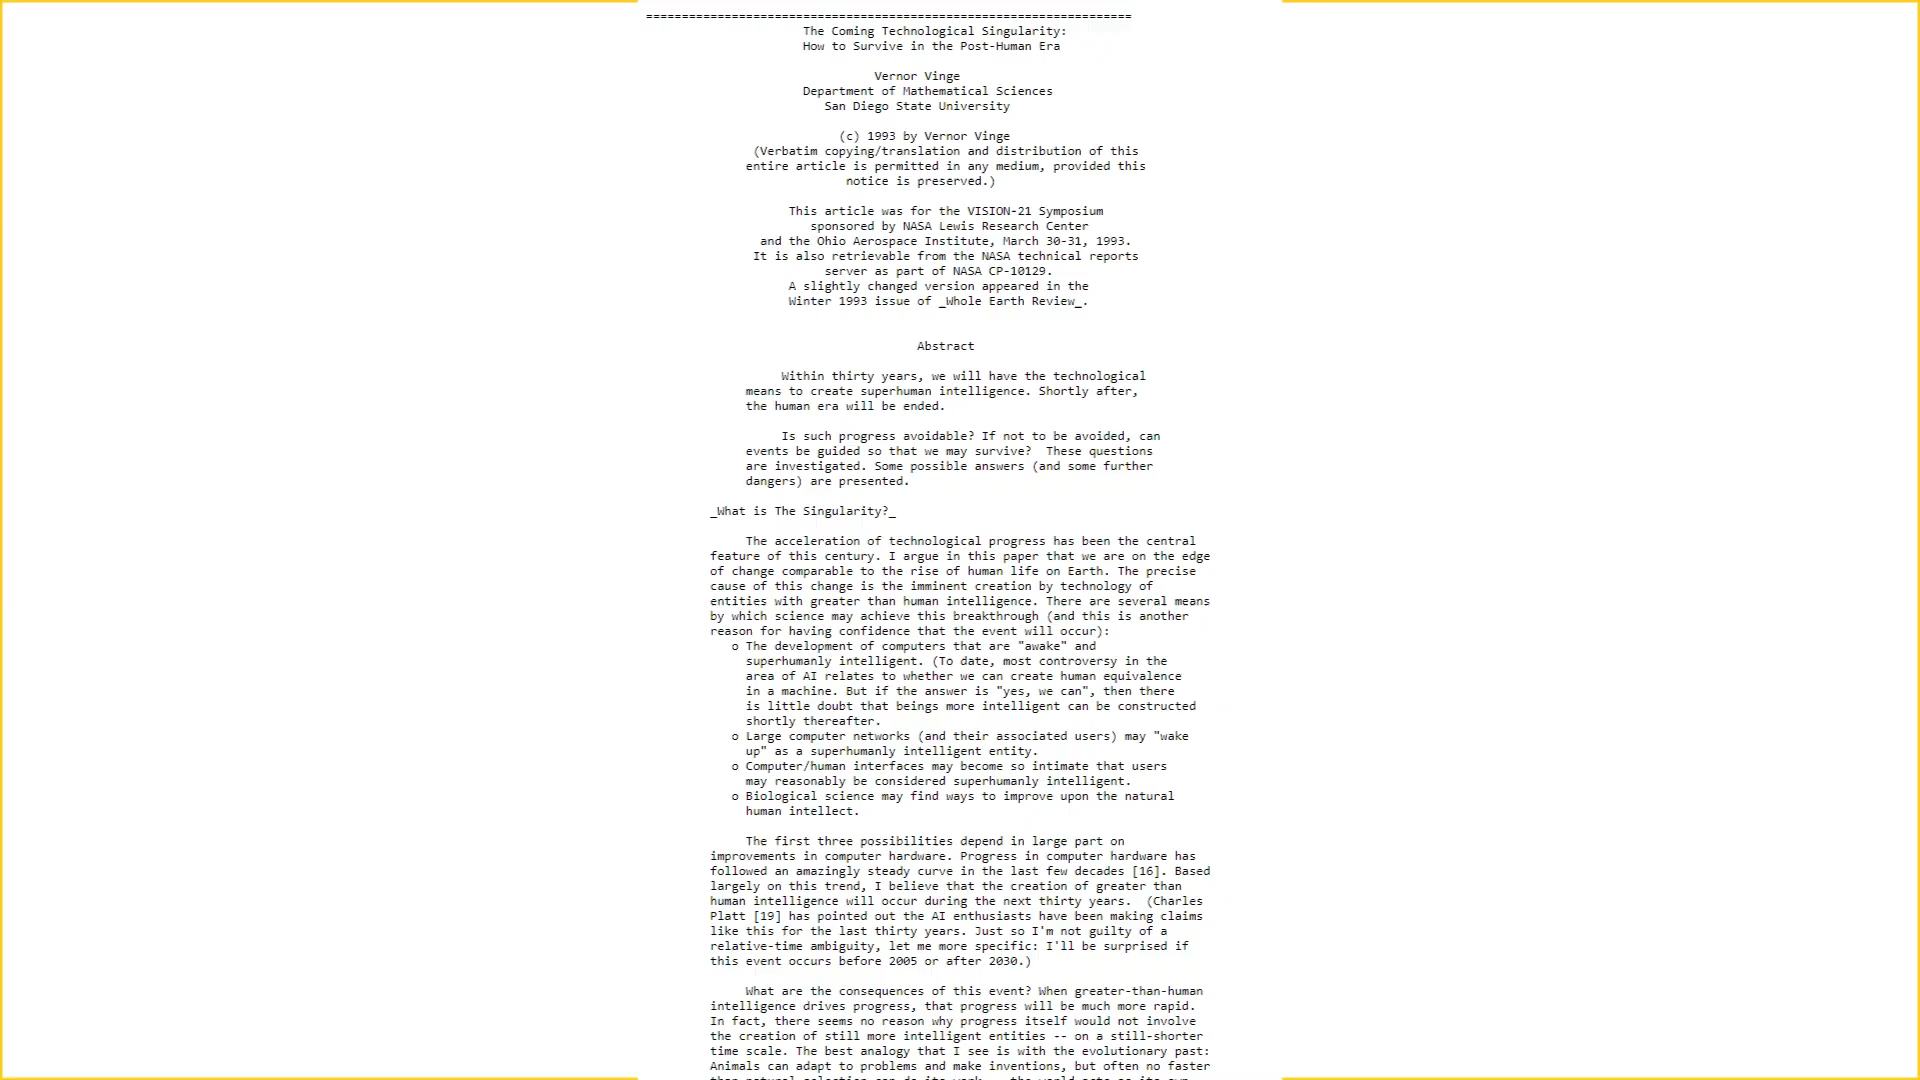 ====================================================================
The Coming Technological Singularity:
How to Survive in the Post-Human Era
Vernor Vinge
Department of Mathematical Sciences
San Diego State University
(c) 1993 by Vernor Vinge
(Verbatim copying/translation and distribution of this
entire article is permitted in any medium, provided this
notice is preserved.)
This article was for the VISION-21 Symposium
sponsored by NASA Lewis Research Center
and the Ohio Aerospace Institute, March 30-31, 1993.
It is also retrievable from the NASA technical reports
server as part of NASA CP-10129.
A slightly changed version appeared in the
Winter 1993 issue of _Whole Earth Review_.
Abstract
Within thirty years, we will have the technological
means to create superhuman intelligence. Shortly after,
the human era will be ended.
Is such progress avoidable? If not to be avoided, can
events be guided so that we may survive?  These questions
are investigated. Some possible answers (and some further
dangers) are presented.
_What is The Singularity?_
The acceleration of technological progress has been the central
feature of this century. I argue in this paper that we are on the edge
of change comparable to the rise of human life on Earth. The precise
cause of this change is the imminent creation by technology of
entities with greater than human intelligence. There are several means
by which science may achieve this breakthrough (and this is another
reason for having confidence that the event will occur):
o The development of computers that are "awake" and
superhumanly intelligent. (To date, most controversy in the
area of AI relates to whether we can create human equivalence
in a machine. But if the answer is "yes, we can", then there
is little doubt that beings more intelligent can be constructed
shortly thereafter.
o Large computer networks (and their associated users) may "wake
up" as a superhumanly intelligent entity.
o Computer/human interfaces may become so intimate that users
may reasonably be considered superhumanly intelligent.
o Biological science may find ways to improve upon the natural
human intellect.
The first three possibilities depend in large part on
improvements in computer hardware. Progress in computer hardware has
followed an amazingly steady curve in the last few decades [16]. Based
largely on this trend, I believe that the creation of greater than
human intelligence will occur during the next thirty years.  (Charles
Platt [19] has pointed out the AI enthusiasts have been making claims
like this for the last thirty years. Just so I'm not guilty of a
relative-time ambiguity, let me more specific: I'll be surprised if
this event occurs before 2005 or after 2030.)
What are the consequences of this event? When greater-than-human
intelligence drives progress, that progress will be much more rapid.
In fact, there seems no reason why progress itself would not involve
the creation of still more intelligent entities -- on a still-shorter
time scale. The best analogy that I see is with the evolutionary past:
Animals can adapt to problems and make inventions, but often no faster